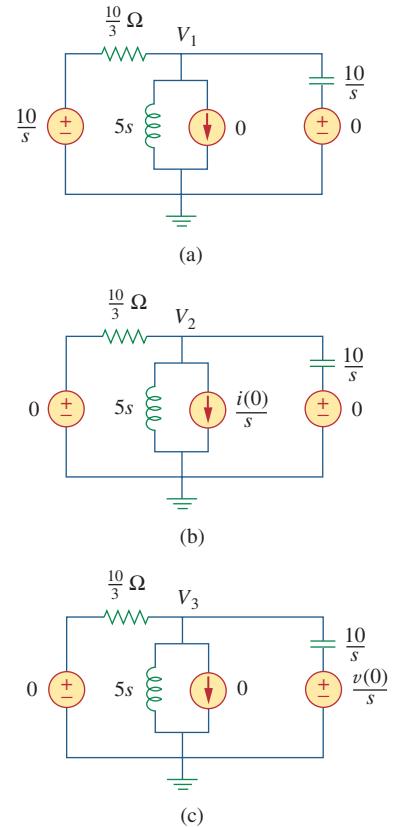 10/3 Ω
V₁
10/s
10/s
5s
0
0
(a)
10/3 Ω
V₂
10/s
0
5s
i(0)/s
0
(b)
10/3 Ω
V₃
10/s
0
5s
0
v(0)/s
(c)